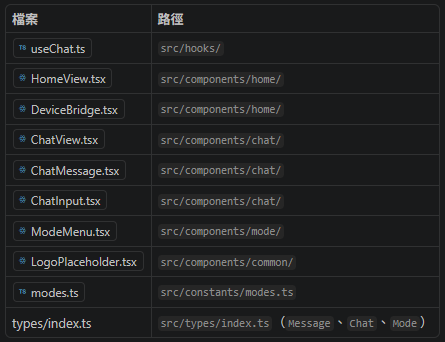 檔案 路徑
TS useChat.ts src/hooks/
HomeView.tsx src/components/home/
DeviceBridge.tsx src/components/home/
ChatView.tsx src/components/chat/
ChatMessage.tsx src/components/chat/
ChatInput.tsx src/components/chat/
ModeMenu.tsx src/components/mode/
LogoPlaceholder.tsx src/components/common/
TS modes.ts src/constants/modes.ts
types/index.ts src/types/index.ts（Message、Chat、Mode）